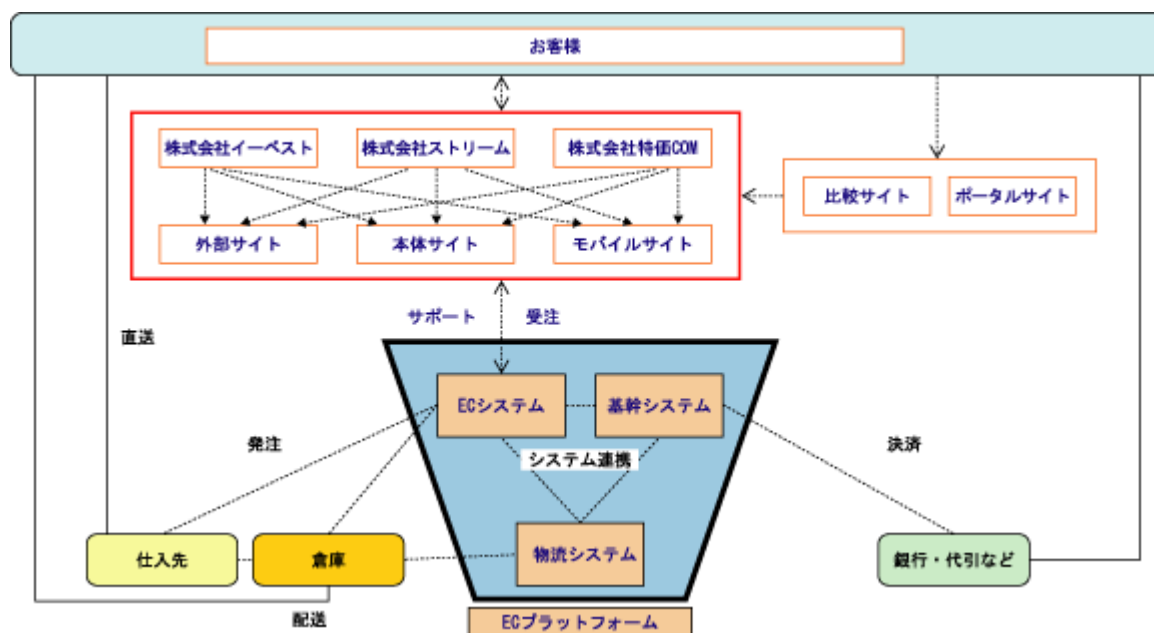 お客様
株式会社イーベスト
株式会社ストリーム
株式会社特価COM
比較サイト
ポータルサイト
外部サイト
本体サイト
モバイルサイト
サポート
受注
直送
ECシステム
基幹システム
発注
システム連携
決済
仕入先
倉庫
物流システム
銀行・代引など
配送
ECプラットフォーム